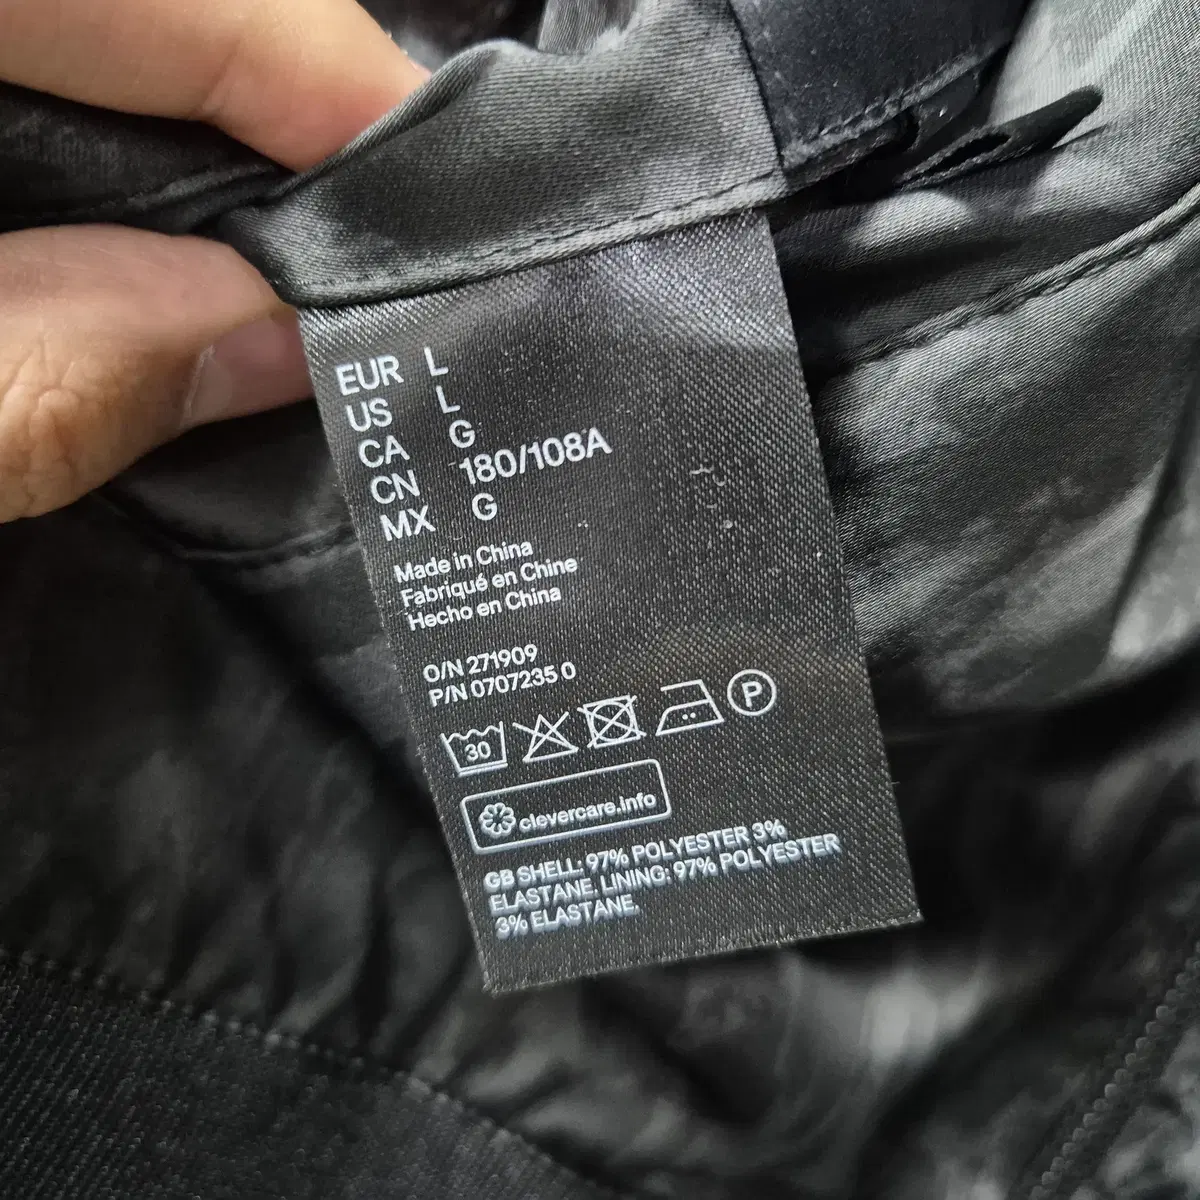 EUR L
US L
CA G
CN 180/108A
MX G
Made in China
Fabriqué en Chine
Hecho en China
O/N 271909
P/N 0707235 0
30
P
clevercare.info
GB SHELL: 97% POLYESTER 3%
ELASTANE. LINING: 97% POLYESTER
3% ELASTANE.